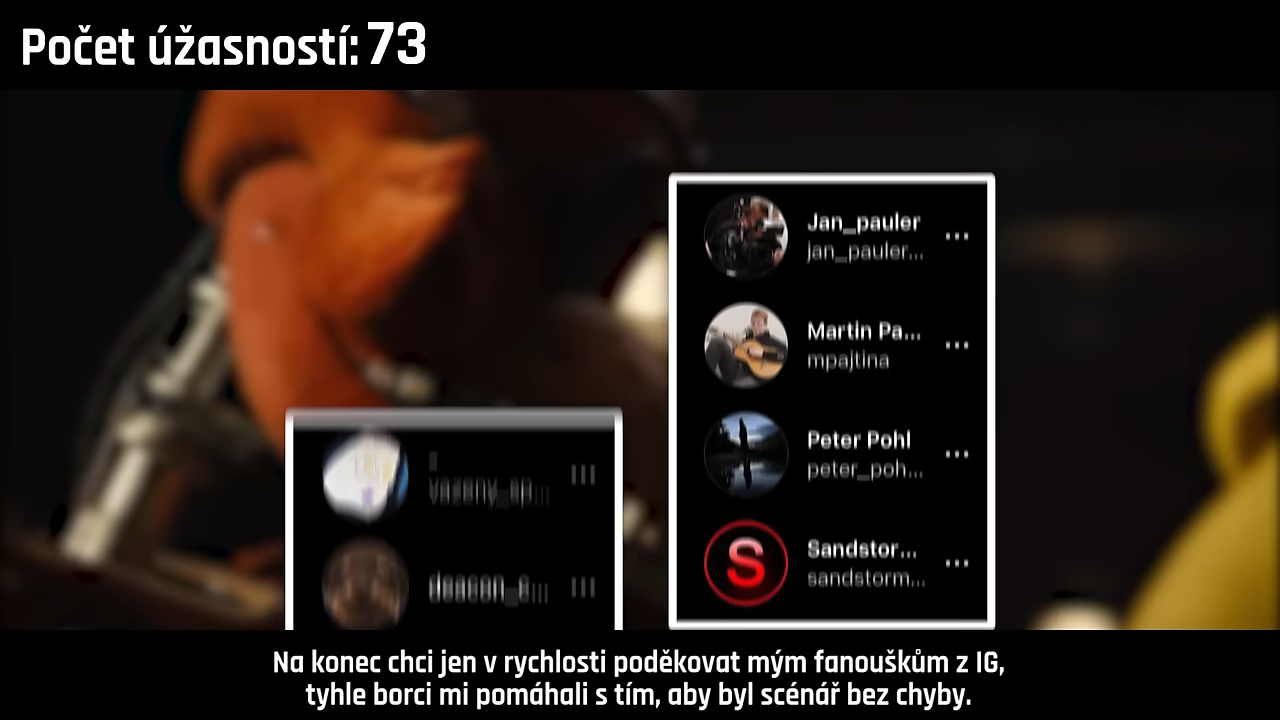 Počet úžasností: 73
Jan_pauler
jan_pauler...
Martin Pa...
mpajtina
Peter Pohl
peter_poh...
S
Sandstor...
sandstorm...
Na konec chci jen v rychlosti poděkovat mým fanouškům z IG,
tyhle borci mi pomáhali s tím, aby byl scénář bez chyby.